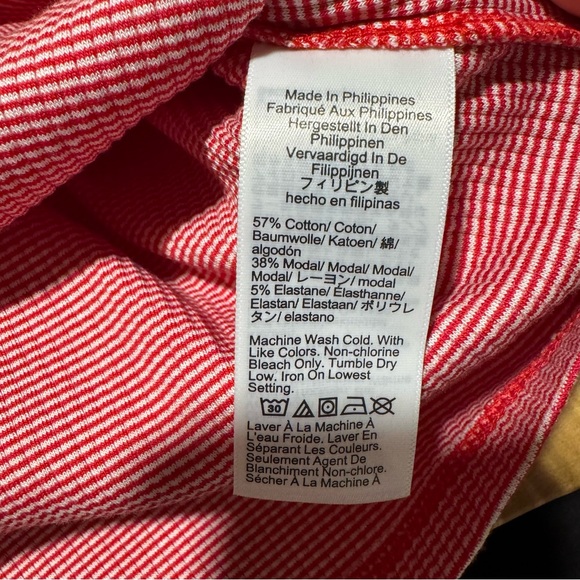 Made In Philippines
Fabriqué Aux Philippines
Hergestellt In Den
Philippinen
Vervaardigd In De
Filippijnen
フィリピン製
hecho en filipinas
57% Cotton/ Coton/
Baumwolle/ Katoen/ 綿/
algodón
38% Modal/ Modal/ Modal/
Modal/ レーヨン/ modal
5% Elastane/ Élasthanne/
Elastan/ Elastaan/ ポリウレ
タン/ elastano
Machine Wash Cold. With
Like Colors. Non-chlorine
Bleach Only. Tumble Dry
Low. Iron On Lowest
Setting.
30
Laver À La Machine À
L'eau Froide. Laver En
Séparant Les Couleurs.
Seulement Agent De
Blanchiment Non-chlore.
Sécher À La Machine À